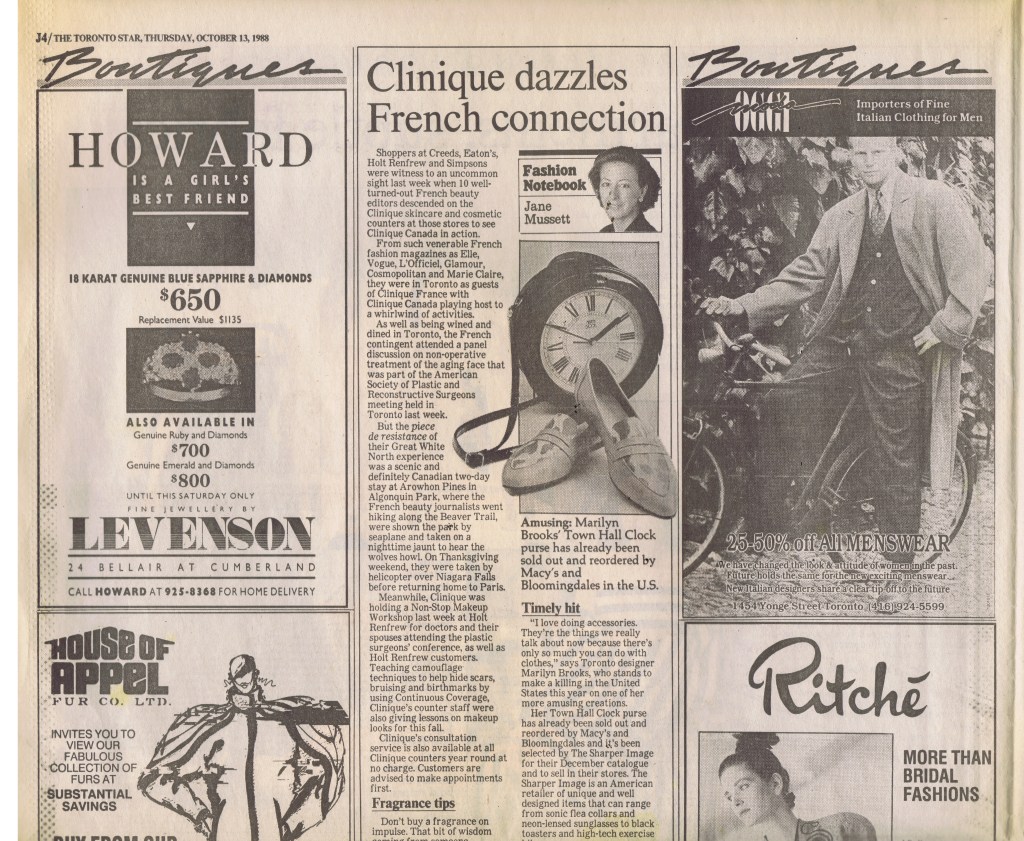 J4/ THE TORONTO STAR, THURSDAY, OCTOBER 13, 1988
Boutiques
HOWARD
IS A GIRL'S
BEST FRIEND
18 KARAT GENUINE BLUE SAPPHIRE & DIAMONDS
$650
Replacement Value $1135
ALSO AVAILABLE IN
Genuine Ruby and Diamonds
$700
Genuine Emerald and Diamonds
$800
UNTIL THIS SATURDAY ONLY
FINE JEWELLERY BY
LEVENSON
24 BELLAIR AT CUMBERLAND
CALL HOWARD AT 925-8368 FOR HOME DELIVERY
HOUSE OF
APPEL
FUR CO. LTD.
INVITES YOU TO
VIEW OUR
FABULOUS
COLLECTION OF
FURS AT
SUBSTANTIAL
SAVINGS
BUY FROM OUR
Clinique dazzles
French connection
Shoppers at Creeds, Eaton's,
Holt Renfrew and Simpsons
were witness to an uncommon
sight last week when 10 well-
turned-out French beauty
editors descended on the
Clinique skincare and cosmetic
counters at those stores to see
Clinique Canada in action.
From such venerable French
fashion magazines as Elle,
Vogue, L'Officiel, Glamour,
Cosmopolitan and Marie Claire,
they were in Toronto as guests
of Clinique France with
Clinique Canada playing host to
a whirlwind of activities.
As well as being wined and
dined in Toronto, the French
contingent attended a panel
discussion on non-operative
treatment of the aging face that
was part of the American
Society of Plastic and
Reconstructive Surgeons
meeting held in
Toronto last week.
But the piece
de resistance of
their Great White
North experience
was a scenic and
definitely Canadian two-day
stay at Arowhon Pines in
Algonquin Park, where the
French beauty journalists went
hiking along the Beaver Trail,
were shown the park by
seaplane and taken on a
nighttime jaunt to hear the
wolves howl. On Thanksgiving
weekend, they were taken by
helicopter over Niagara Falls
before returning home to Paris.
Meanwhile, Clinique was
holding a Non-Stop Makeup
Workshop last week at Holt
Renfrew for doctors and their
spouses attending the plastic
surgeons' conference, as well as
Holt Renfrew customers.
Teaching camouflage
techniques to help hide scars,
bruising and birthmarks by
using Continuous Coverage,
Clinique's counter staff were
also giving lessons on makeup
looks for this fall.
Clinique's consultation
service is also available at all
Clinique counters year round at
no charge. Customers are
advised to make appointments
first.
Fragrance tips
Don't buy a fragrance on
impulse. That bit of wisdom
coming from someone
Fashion
Notebook
Jane
Mussett
Amusing: Marilyn
Brooks' Town Hall Clock
purse has already been
sold out and reordered by
Macy's and
Bloomingdales in the U.S.
Timely hit
"I love doing accessories.
They're the things we really
talk about now because there's
only so much you can do with
clothes," says Toronto designer
Marilyn Brooks, who stands to
make a killing in the United
States this year on one of her
more amusing creations.
Her Town Hall Clock purse
has already been sold out and
reordered by Macy's and
Bloomingdales and it's been
selected by The Sharper Image
for their December catalogue
and to sell in their stores. The
Sharper Image is an American
retailer of unique and well
designed items that can range
from sonic flea collars and
neon-lensed sunglasses to black
toasters and high-tech exercise
Boutiques
OGGI
moda
Importers of Fine
Italian Clothing for Men
25-50% off All MENSWEAR
We have changed the look & attitude of women in the past.
Future holds the same for the new exciting menswear.
New Italian designers share a clear tip off to the future
1454 Yonge Street Toronto (416) 924-5599
Ritché
MORE THAN
BRIDAL
FASHIONS